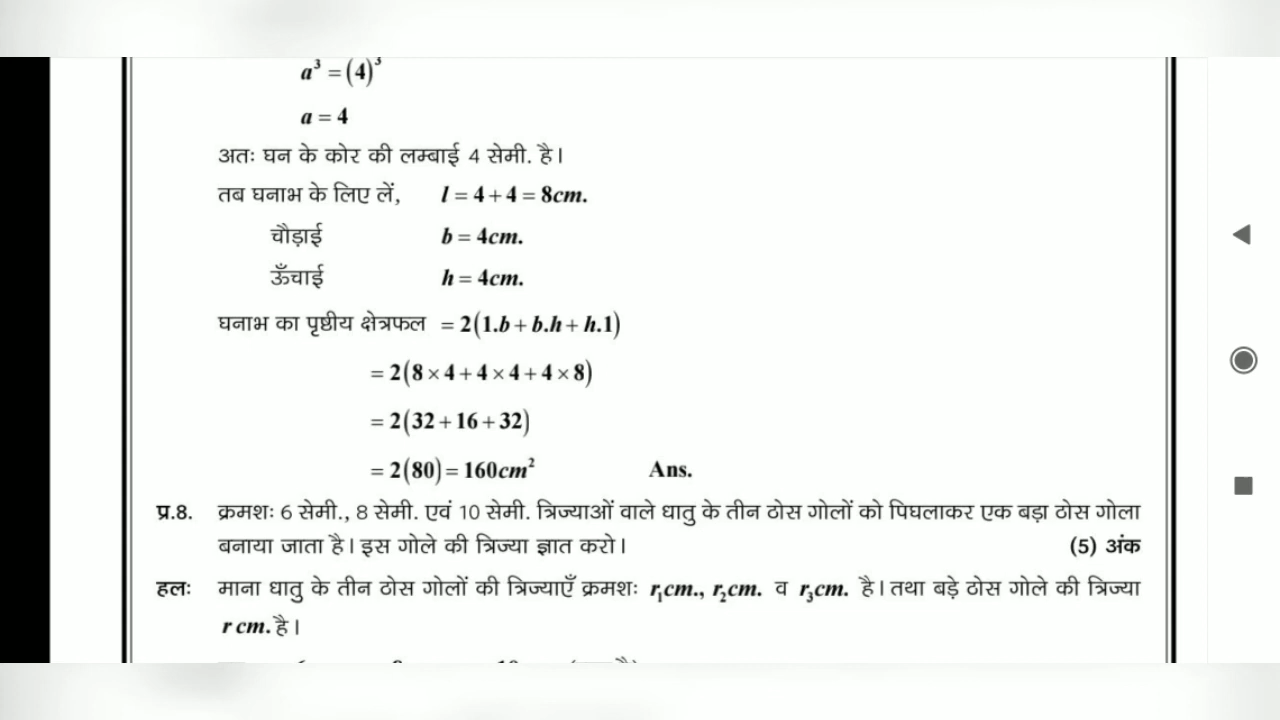 a³ = (4)³
a = 4
अतः घन के कोर की लम्बाई 4 सेमी. है।
तब घनाभ के लिए लें, l = 4 + 4 = 8cm.
चौड़ाई b = 4cm.
ऊँचाई h = 4cm.
घनाभ का पृष्ठीय क्षेत्रफल = 2(1.b + b.h + h.1)
= 2(8 × 4 + 4 × 4 + 4 × 8)
= 2(32 + 16 + 32)
= 2(80) = 160cm² Ans.
प्र.8. क्रमशः 6 सेमी., 8 सेमी. एवं 10 सेमी. त्रिज्याओं वाले धातु के तीन ठोस गोलों को पिघलाकर एक बड़ा ठोस गोला
बनाया जाता है। इस गोले की त्रिज्या ज्ञात करो। (5) अंक
हलः माना धातु के तीन ठोस गोलों की त्रिज्याएँ क्रमशः r₁cm., r₂cm. व r₃cm. है। तथा बड़े ठोस गोले की त्रिज्या
r cm. है।